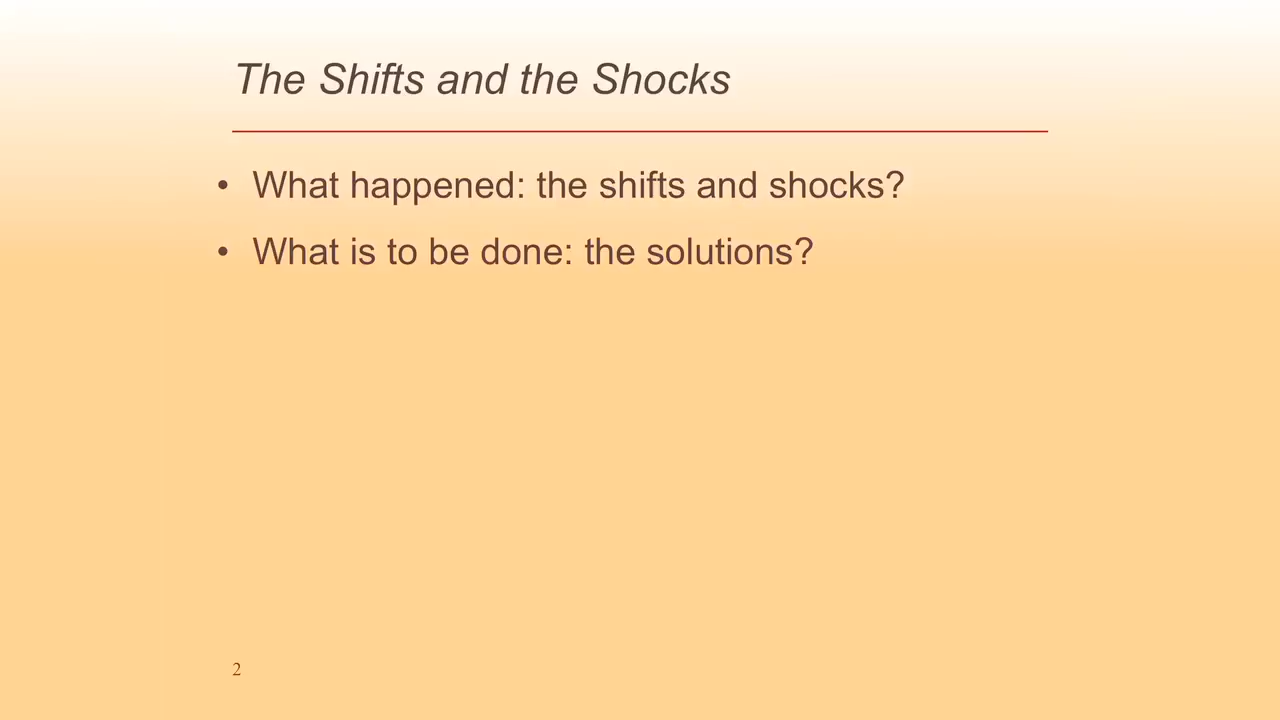 The Shifts and the Shocks
• What happened: the shifts and shocks?
• What is to be done: the solutions?
2